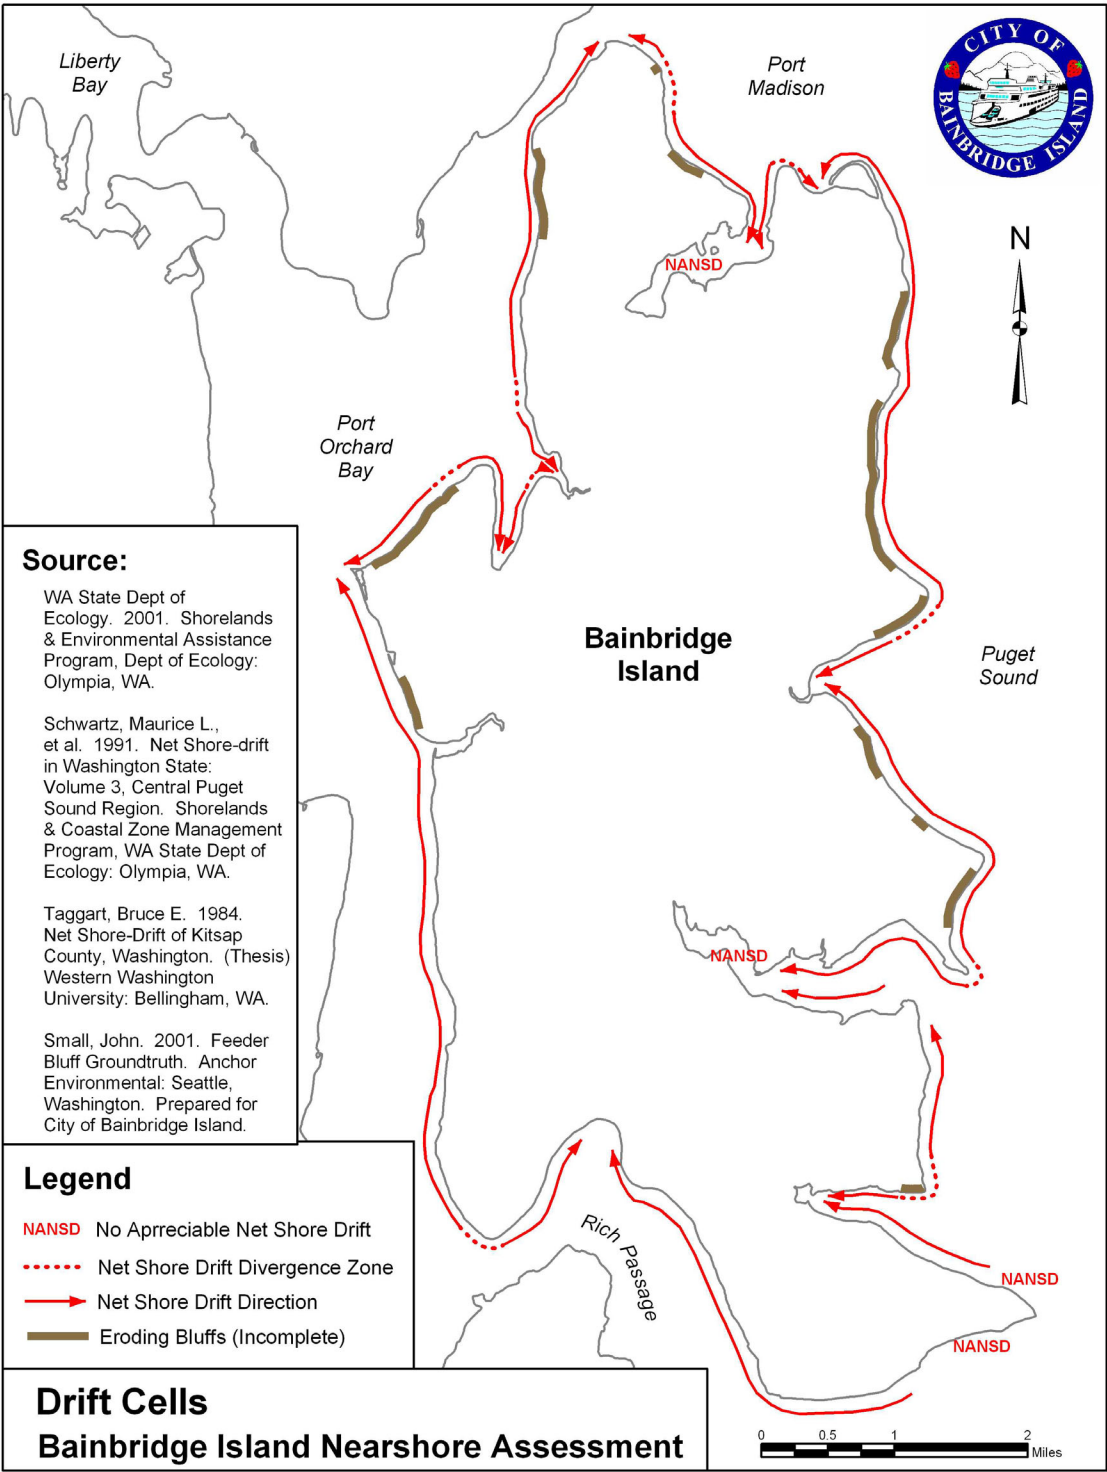 Liberty
Bay
Port
Madison
CITY OF
BAINBRIDGE ISLAND
N
NANSD
Port
Orchard
Bay
Bainbridge
Island
Puget
Sound
NANSD
Rich Passage
NANSD
NANSD
Source:
WA State Dept of
Ecology. 2001. Shorelands
& Environmental Assistance
Program, Dept of Ecology:
Olympia, WA.
Schwartz, Maurice L.,
et al. 1991. Net Shore-drift
in Washington State:
Volume 3, Central Puget
Sound Region. Shorelands
& Coastal Zone Management
Program, WA State Dept of
Ecology: Olympia, WA.
Taggart, Bruce E. 1984.
Net Shore-Drift of Kitsap
County, Washington. (Thesis)
Western Washington
University: Bellingham, WA.
Small, John. 2001. Feeder
Bluff Groundtruth. Anchor
Environmental: Seattle,
Washington. Prepared for
City of Bainbridge Island.
Legend
NANSD No Apreciable Net Shore Drift
Net Shore Drift Divergence Zone
Net Shore Drift Direction
Eroding Bluffs (Incomplete)
Drift Cells
Bainbridge Island Nearshore Assessment
0 0.5 1 2
Miles